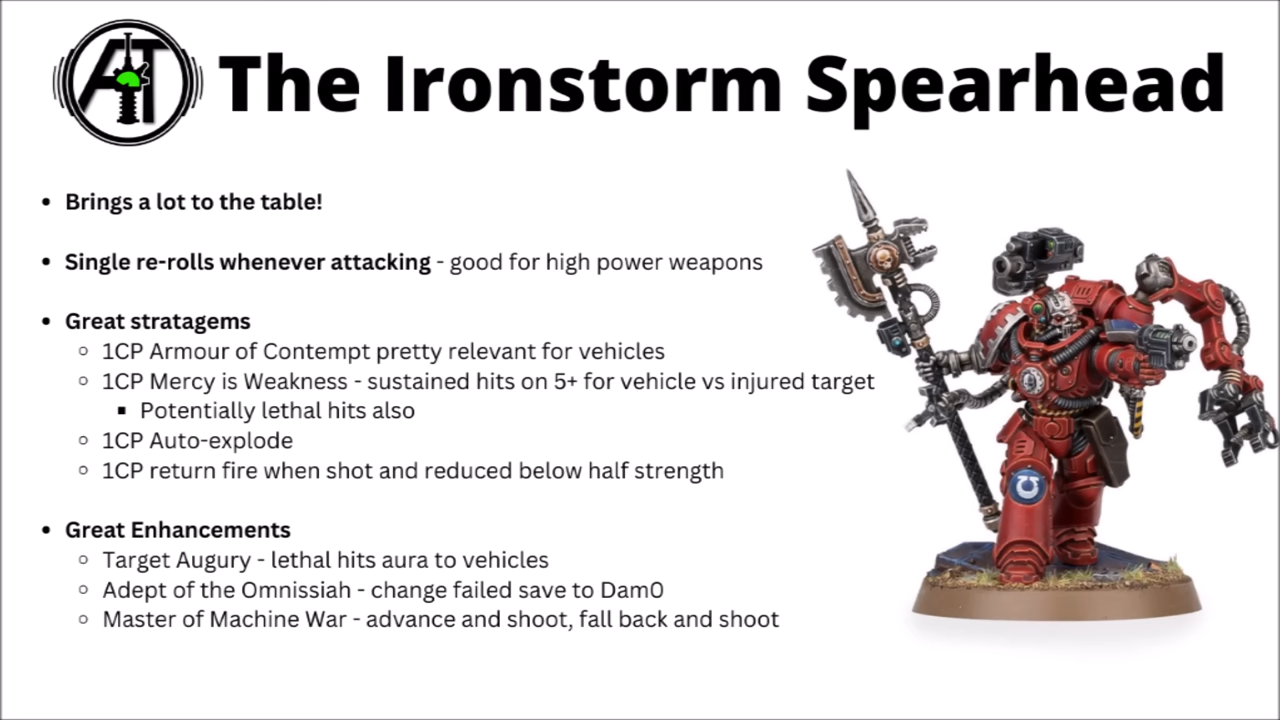 AT
The Ironstorm Spearhead
• Brings a lot to the table!
• Single re-rolls whenever attacking - good for high power weapons
• Great stratagems
◦ 1CP Armour of Contempt pretty relevant for vehicles
◦ 1CP Mercy is Weakness - sustained hits on 5+ for vehicle vs injured target
▪ Potentially lethal hits also
◦ 1CP Auto-explode
◦ 1CP return fire when shot and reduced below half strength
• Great Enhancements
◦ Target Augury - lethal hits aura to vehicles
◦ Adept of the Omnissiah - change failed save to Dam0
◦ Master of Machine War - advance and shoot, fall back and shoot